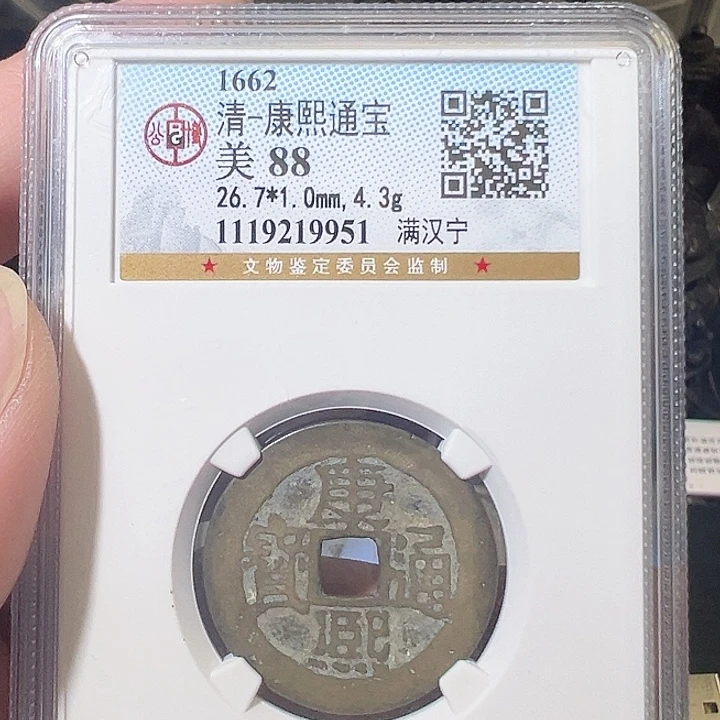 1662
清-康熙通宝
美 88
26.7*1.0mm,4.3g
1119219951 满汉宁
★ 文物鉴定委员会监制 ★
康
熙
通
寶